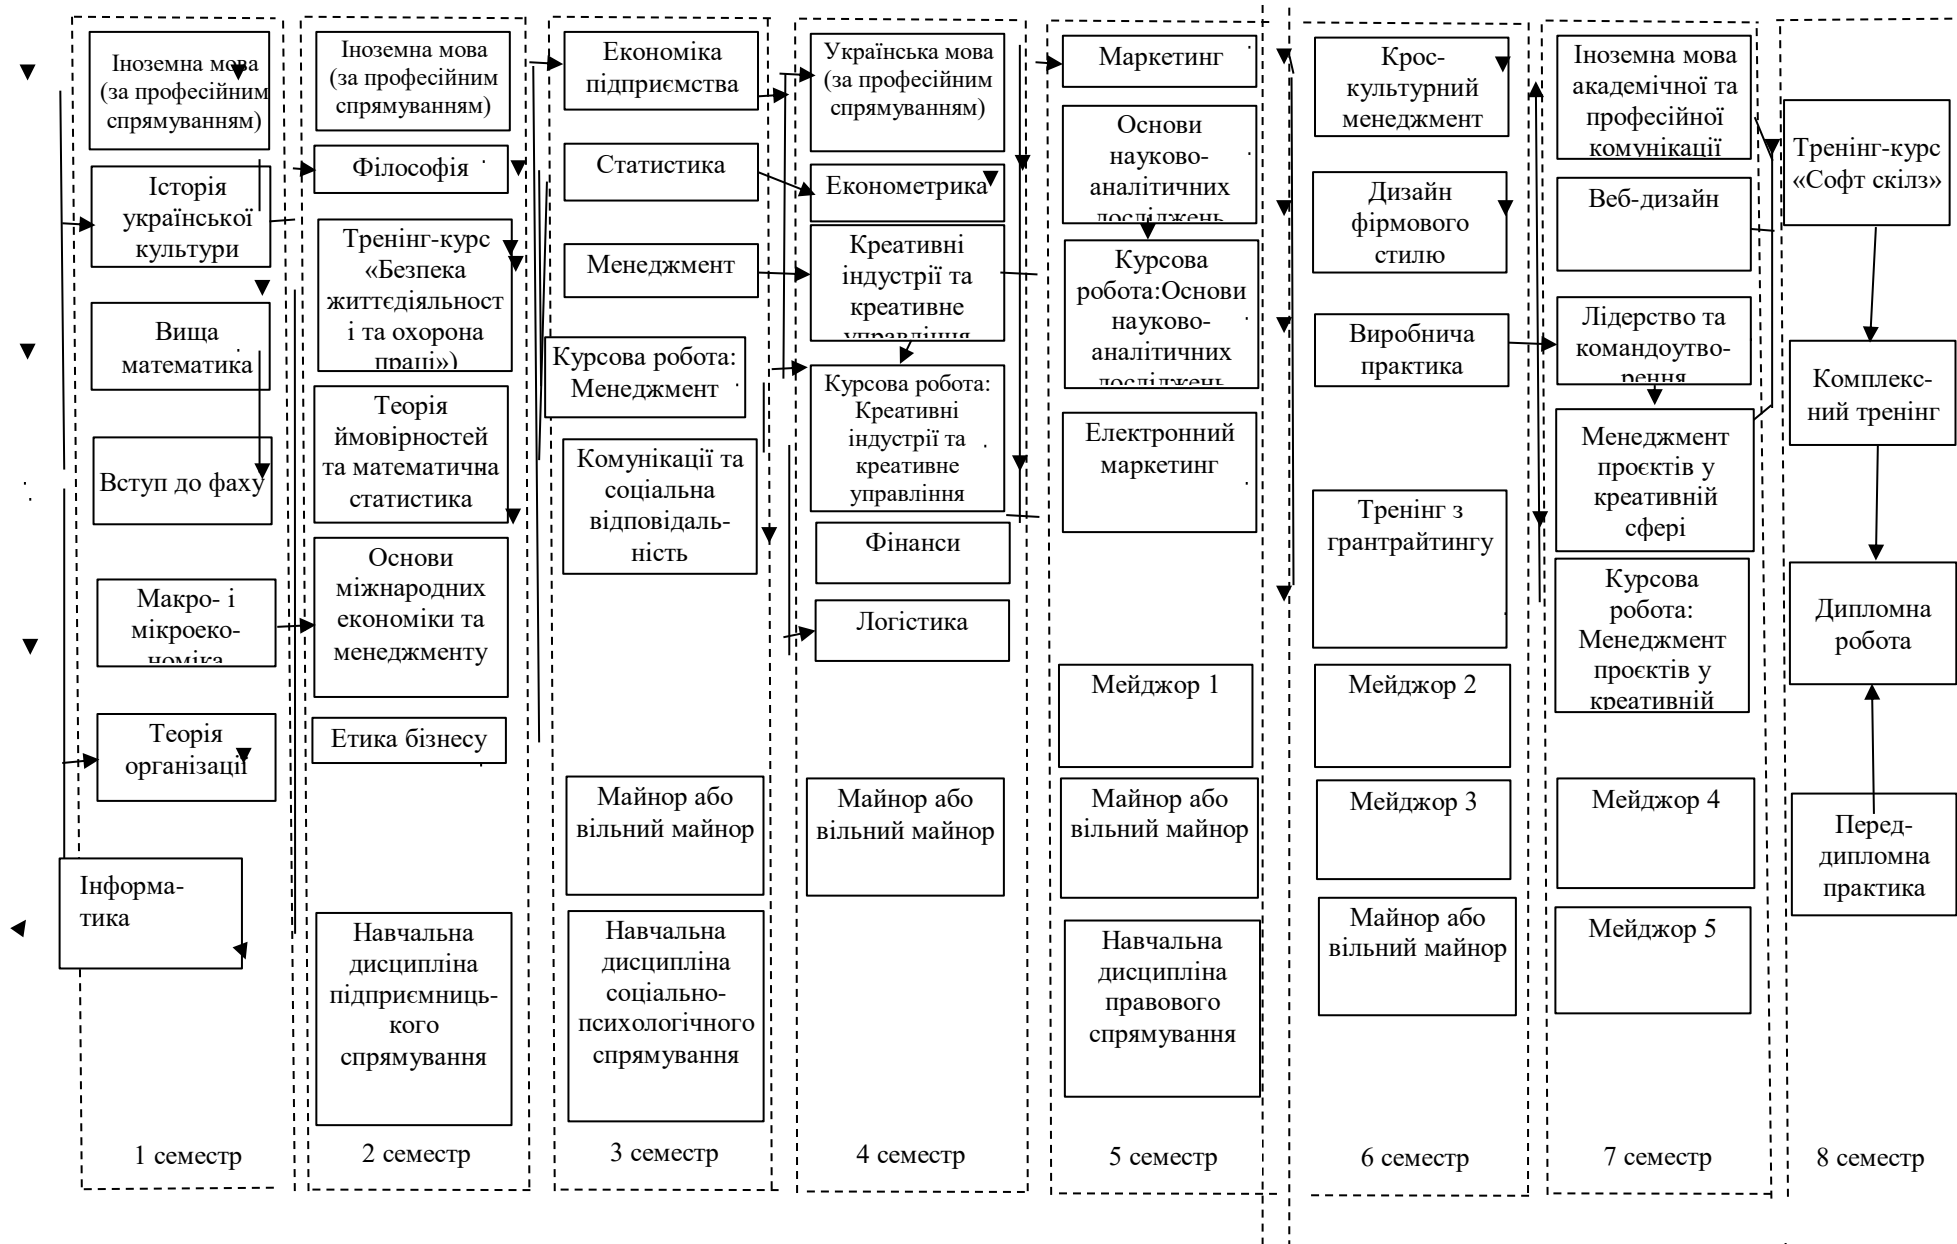 Іноземна мова
(за професійним
спрямуванням)
Історія
української
культури
Вища
математика
Вступ до фаху
Макро- і
мікроеко-
номіка
Теорія
організації
Інформа-
тика
1 семестр
Іноземна мова
(за професійним
спрямуванням)
Філософія
Тренінг-курс
«Безпека
життєдіяльност
і та охорона
праці»)
Теорія
ймовірностей
та математична
статистика
Основи
міжнародних
економіки та
менеджменту
Етика бізнесу
Навчальна
дисципліна
підприємниць-
кого
спрямування
2 семестр
Економіка
підприємства
Статистика
Менеджмент
Курсова робота:
Менеджмент
Комунікації та
соціальна
відповідаль-
ність
Майнор або
вільний майнор
Навчальна
дисципліна
соціально-
психологічного
спрямування
3 семестр
Українська мова
(за професійним
спрямуванням)
Економетрика
Креативні
індустрії та
креативне
управління
Курсова робота:
Креативні
індустрії та
креативне
управління
Фінанси
Логістика
Майнор або
вільний майнор
4 семестр
Маркетинг
Основи
науково-
аналітичних
досліджень
Курсова
робота:Основи
науково-
аналітичних
досліджень
Електронний
маркетинг
Мейджор 1
Майнор або
вільний майнор
Навчальна
дисципліна
правового
спрямування
5 семестр
Крос-
культурний
менеджмент
Дизайн
фірмового
стилю
Виробнича
практика
Тренінг з
грантрайтингу
Мейджор 2
Мейджор 3
Майнор або
вільний майнор
6 семестр
Іноземна мова
академічної та
професійної
комунікації
Веб-дизайн
Лідерство та
командоутво-
рення
Менеджмент
проєктів у
креативній
сфері
Курсова
робота:
Менеджмент
проєктів у
креативній
Мейджор 4
Мейджор 5
7 семестр
Тренінг-курс
«Софт скілз»
Комплекс-
ний тренінг
Дипломна
робота
Перед-
дипломна
практика
8 семестр